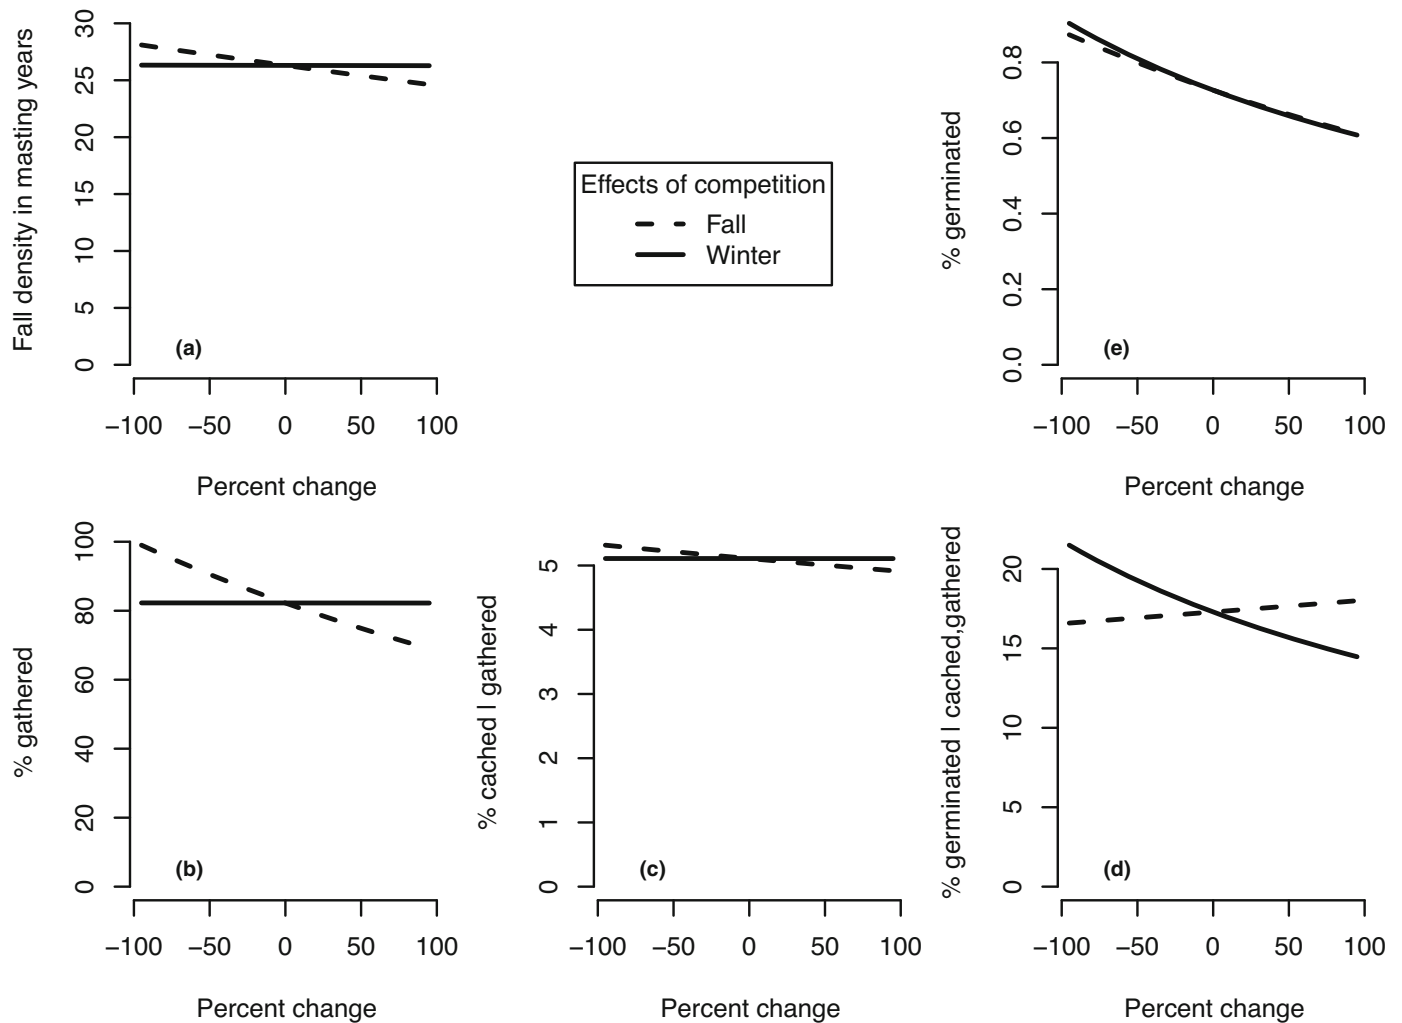 Fall density in masting years
30
25
20
15
10
5
0
(a)
−100 −50 0 50 100
Percent change
Effects of competition
Fall
Winter
% germinated
0.8
0.6
0.4
0.2
0.0
(e)
−100 −50 0 50 100
Percent change
% gathered
100
80
60
40
20
0
(b)
−100 −50 0 50 100
Percent change
% cached | gathered
5
4
3
2
1
0
(c)
−100 −50 0 50 100
Percent change
% germinated | cached,gathered
20
15
10
5
0
(d)
−100 −50 0 50 100
Percent change